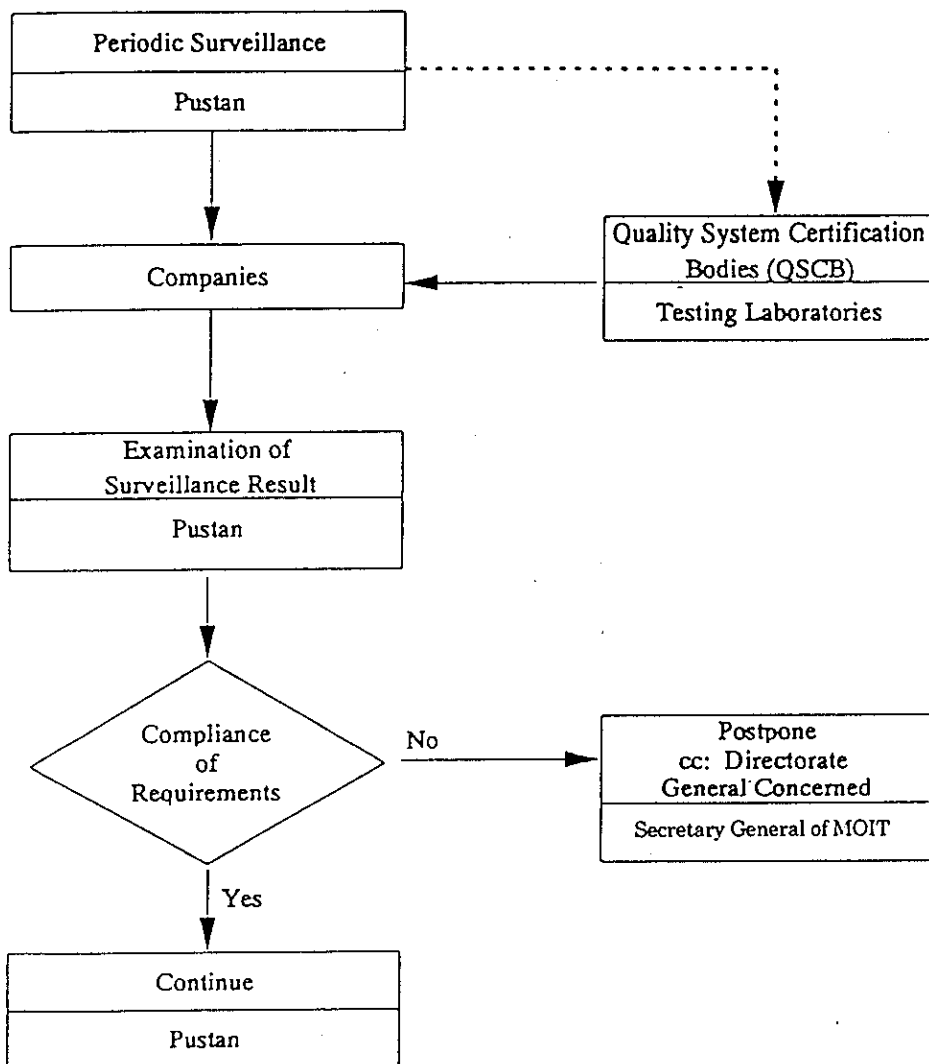 Periodic Surveillance
Pustan
Quality System Certification
Bodies (QSCB)
Testing Laboratories
Companies
Examination of
Surveillance Result
Pustan
Compliance
of
Requirements
No
Postpone
cc: Directorate
General Concerned
Secretary General of MOIT
Yes
Continue
Pustan